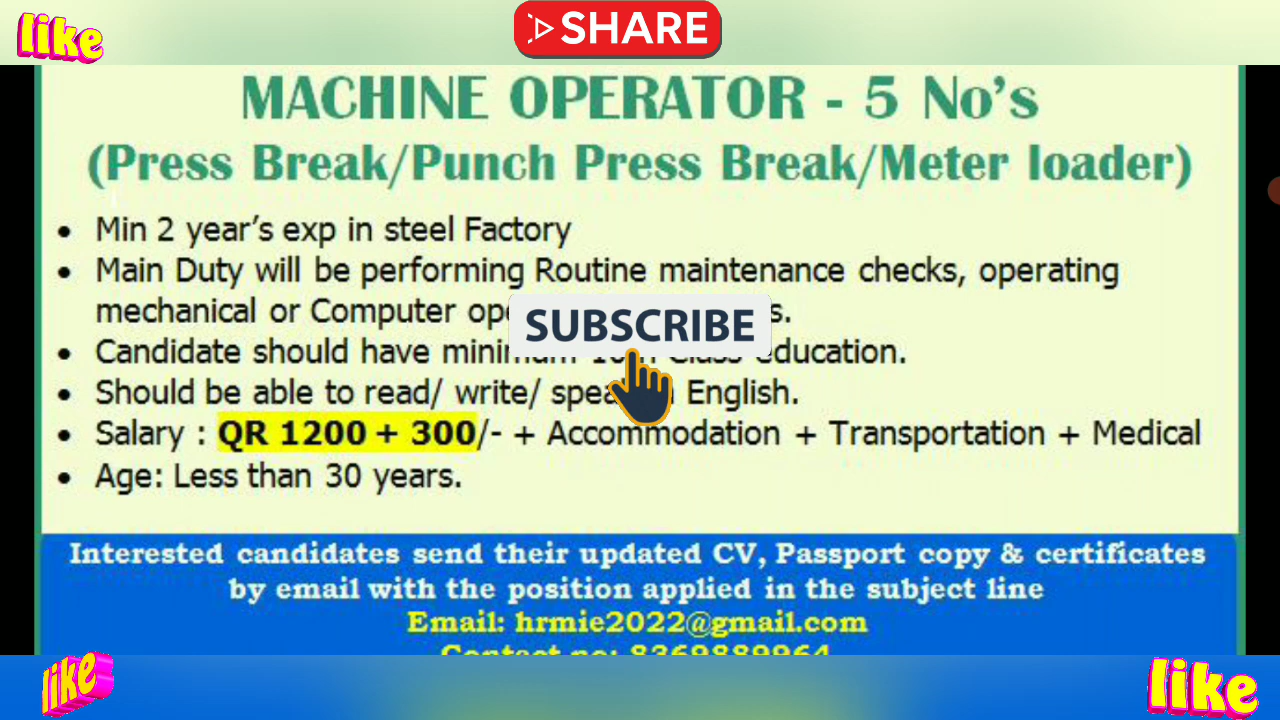 like
SHARE
MACHINE OPERATOR - 5 No's
(Press Break/Punch Press Break/Meter loader)
• Min 2 year's exp in steel Factory
• Main Duty will be performing Routine maintenance checks, operating
mechanical or Computer
• Candidate should have education.
SUBSCRIBE
• Should be able to read/ write/ English.
• Salary : QR 1200 + 300/- + Accommodation + Transportation + Medical
• Age: Less than 30 years.
Interested candidates send their updated CV, Passport copy & certificates
by email with the position applied in the subject line
Email: hrmie2022@gmail.com
Contact no: 8369889964
like
like